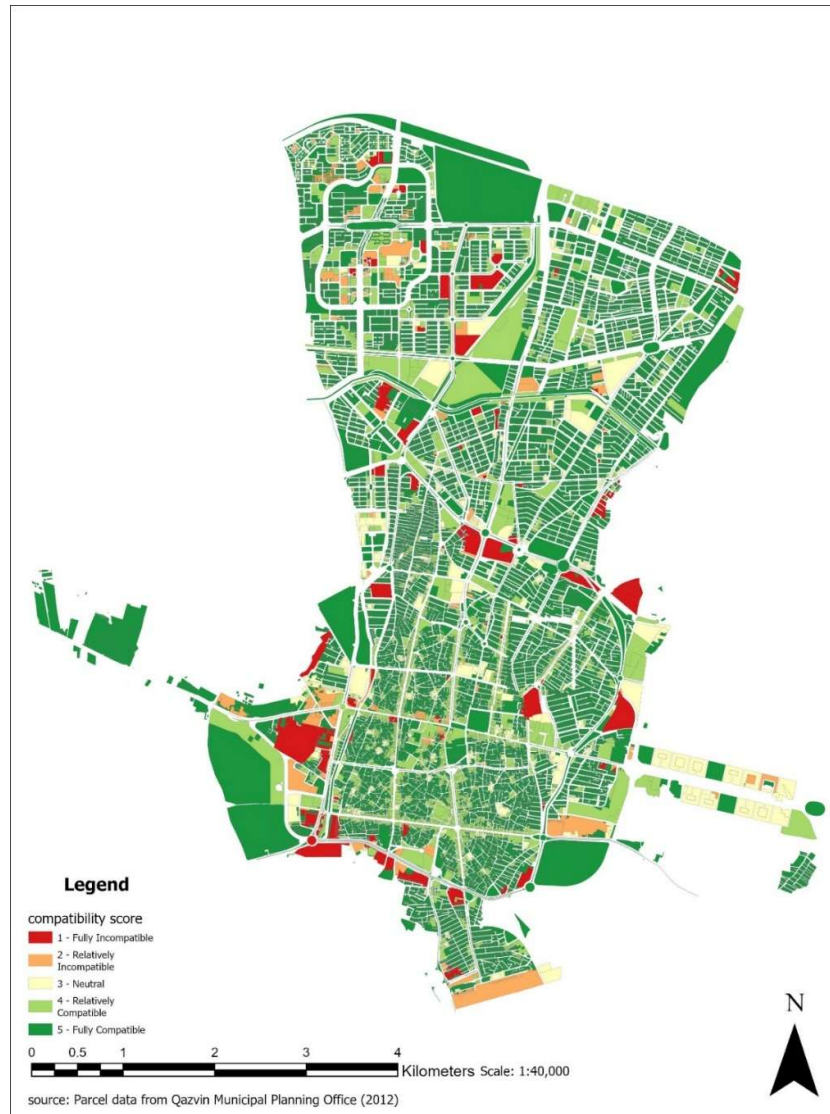 Legend
compatibility score
1 - Fully Incompatible
2 - Relatively
Incompatible
3 - Neutral
4 - Relatively
Compatible
5 - Fully Compatible
N
0 0.5 1 2 3 4
Kilometers Scale: 1:40,000
source: Parcel data from Qazvin Municipal Planning Office (2012)